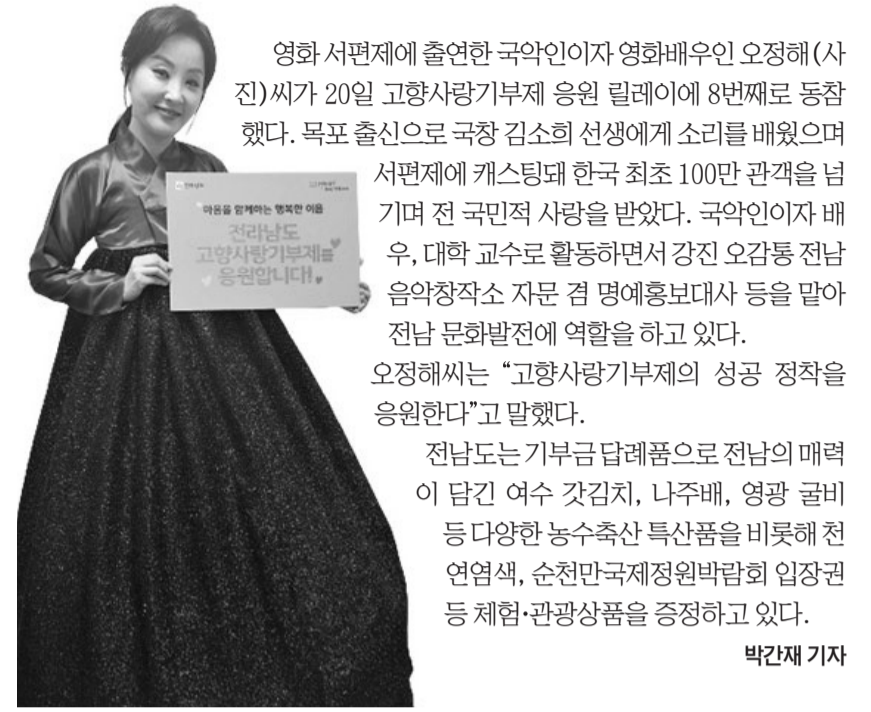 영화 서편제에 출연한 국악인이자 영화배우인 오정해(사
진)씨가 20일 고향사랑기부제 응원 릴레이에 8번째로 동참
했다. 목포 출신으로 국창 김소희 선생에게 소리를 배웠으며
서편제에 캐스팅돼 한국 최초 100만 관객을 넘
기며 전 국민적 사랑을 받았다. 국악인이자 배
우, 대학 교수로 활동하면서 강진 오감통 전남
음악창작소 자문 겸 명예홍보대사 등을 맡아
전남 문화발전에 역할을 하고 있다.
오정해씨는 “고향사랑기부제의 성공 정착을
응원한다”고 말했다.
전남도는 기부금 답례품으로 전남의 매력
이 담긴 여수 갓김치, 나주배, 영광 굴비
등 다양한 농수축산 특산품을 비롯해 천
연염색, 순천만국제정원박람회 입장권
등 체험·관광상품을 증정하고 있다.
박간재 기자
마음을 함께하는 행복한 이음
전라남도
고향사랑기부제를
응원합니다!